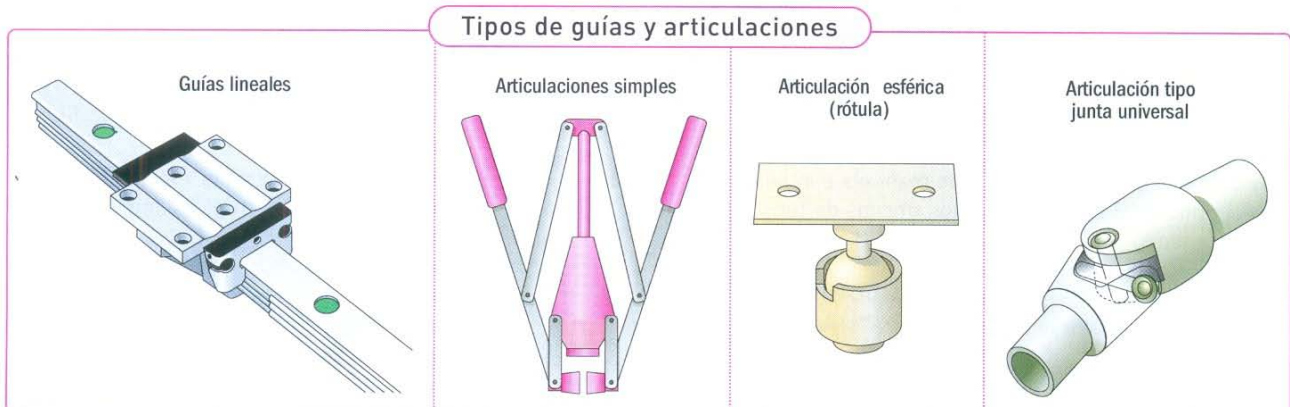 Tipos de guías y articulaciones
Guías lineales
Articulaciones simples
Articulación esférica
(rótula)
Articulación tipo
junta universal